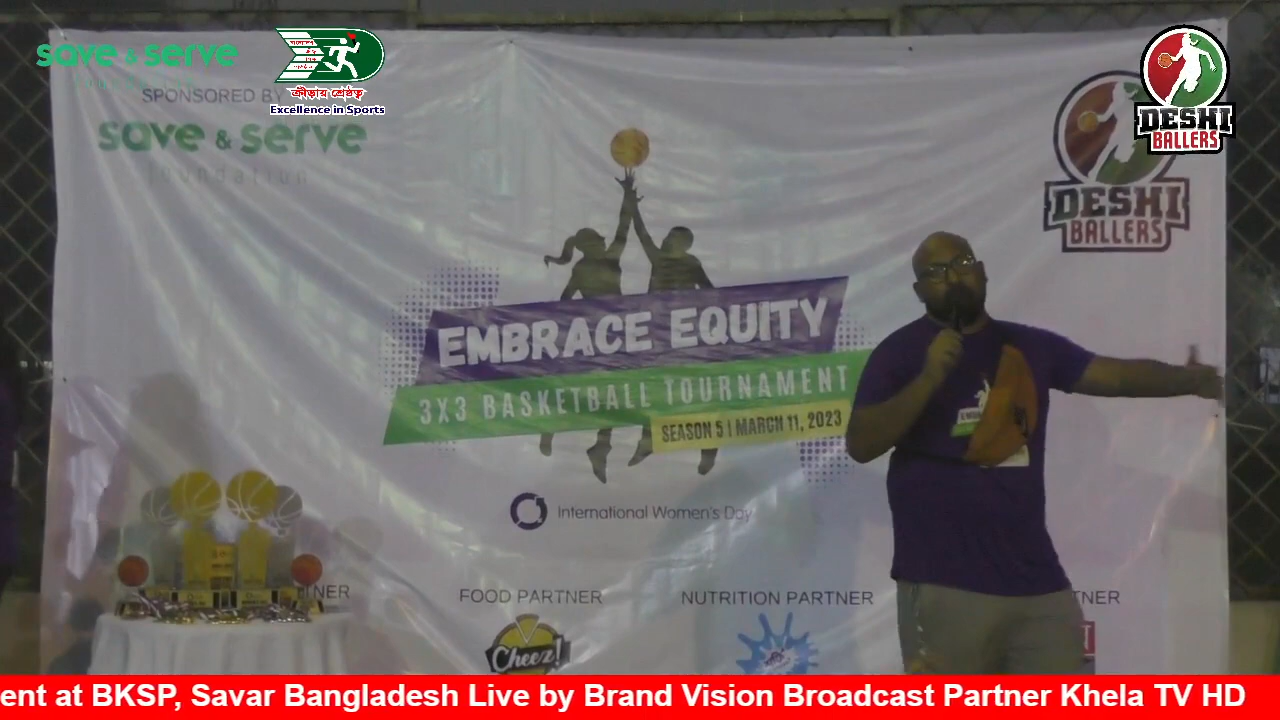 save & serve
foundation
ক্রীড়ায় শ্রেষ্ঠত্ব
Excellence in Sports
DESHI
BALLERS
SPONSORED BY
save & serve
foundation
DESHI
BALLERS
EMBRACE EQUITY
3X3 BASKETBALL TOURNAMENT
SEASON 5 | MARCH 11, 2023
International Women's Day
FOOD PARTNER
NUTRITION PARTNER
Cheez!
ent at BKSP, Savar Bangladesh Live by Brand Vision Broadcast Partner Khela TV HD